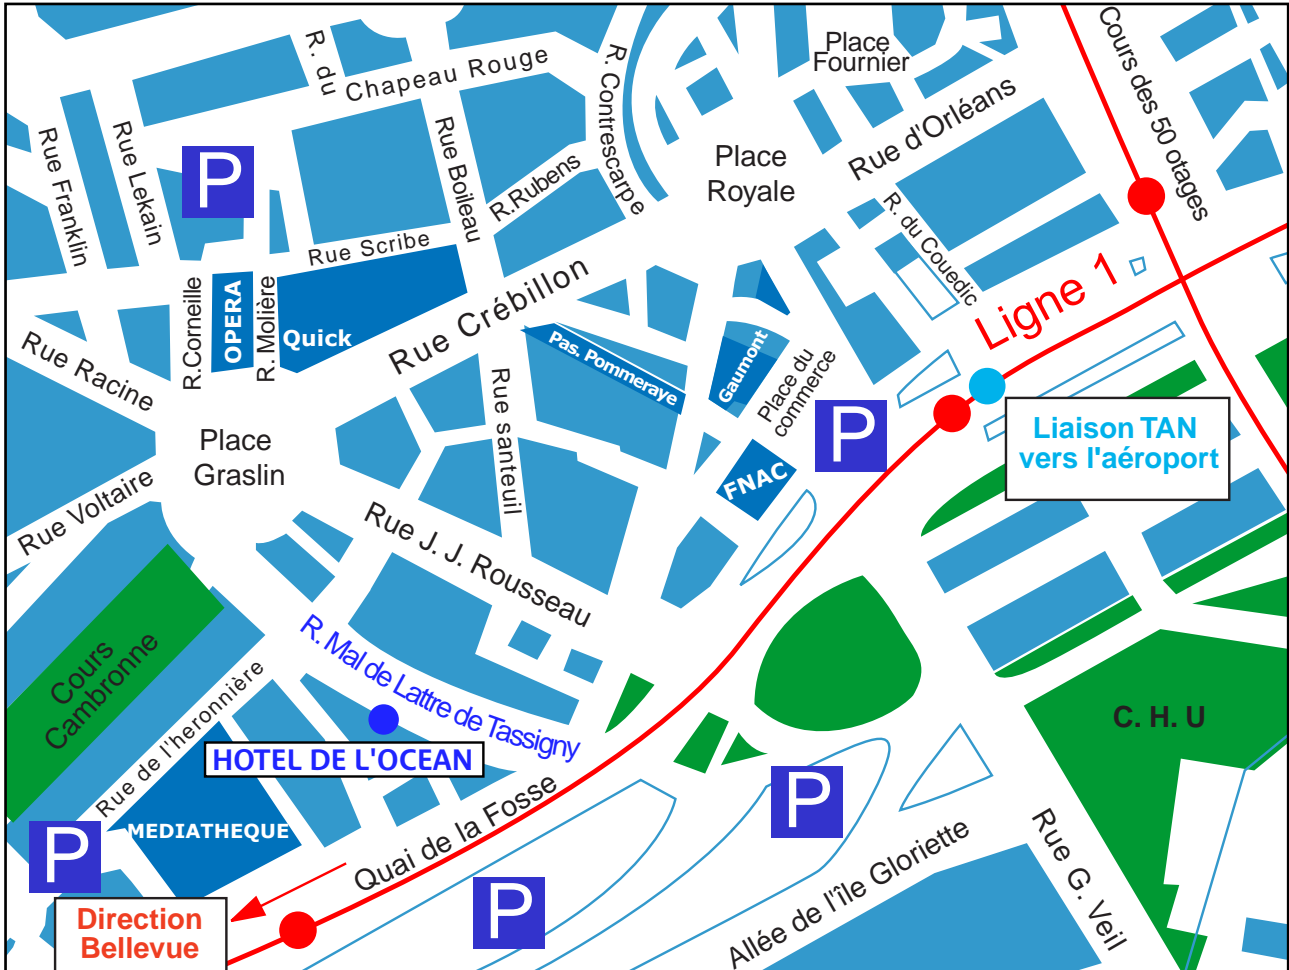 R. du
Chapeau Rouge
R. Contrescarpe
Place
Fournier
Cours des 50 otages
Rue Franklin
Rue Lekain
P
Rue Boileau
R.Rubens
Place
Royale
Rue d'Orléans
R. du Couedic
Rue Scribe
R.Corneille
OPERA
R. Molière
Quick
Rue Crébillon
Ligne 1
Rue Racine
Pas. Pommeraye
Gaumont
Place du
commerce
P
Liaison TAN
vers l'aéroport
Place
Graslin
Rue santeuil
FNAC
Rue Voltaire
Rue J. J. Rousseau
R. Mal de Lattre de Tassigny
Cours
Cambronne
Rue de l'heronnière
HOTEL DE L'OCEAN
C. H. U
P
MEDIATHEQUE
Quai de la Fosse
P
P
Allée de l'île Gloriette
Rue G. Veil
Direction
Bellevue